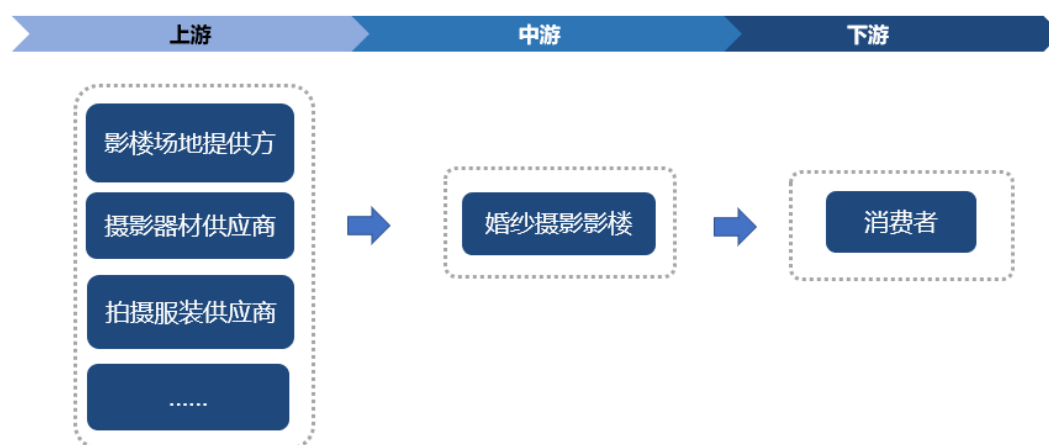 上游
中游
下游
影楼场地提供方
摄影器材供应商
拍摄服装供应商
......
婚纱摄影影楼
消费者